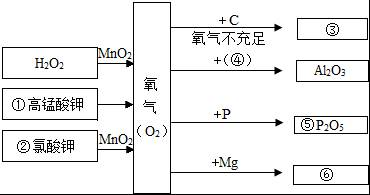 H₂O₂
MnO₂
①高锰酸钾
②氯酸钾
MnO₂
氧
气
(O₂)
+C
氧气不充足
③
+(④)
Al₂O₃
+P
⑤P₂O₅
+Mg
⑥